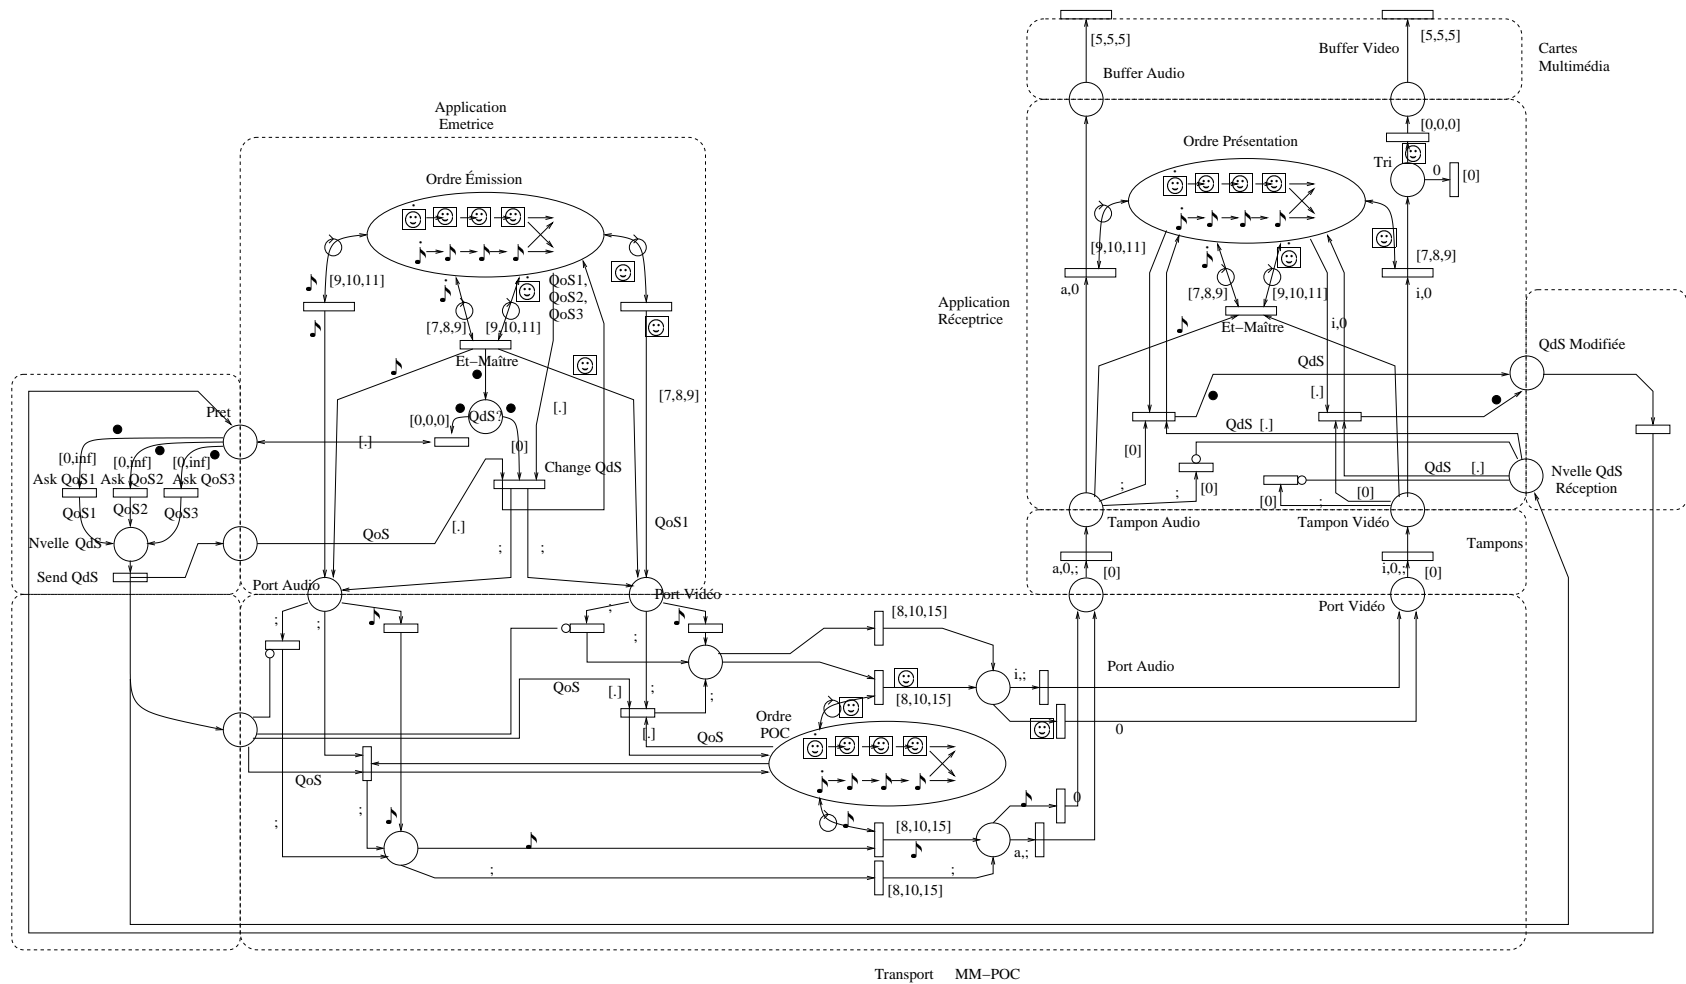 [5,5,5]
[5,5,5]
Buffer Video
Cartes
Multimédia
Buffer Audio
Application
Emetrice
[0,0,0]
Ordre Présentation
Tri
0
[0]
Ordre Émission
[9,10,11]
[9,10,11]
[7,8,9]
QoS1,
QoS2,
QoS3
a,0
i,0
[7,8,9]
[9,10,11]
Application
Réceptrice
[7,8,9]
[9,10,11]
Et-Maître
i,0
Et-Maître
QdS Modifiée
QdS
[7,8,9]
[.]
[.]
Pret
[0,0,0]
QdS?
[.]
[0]
QdS
[.]
[0]
[0,inf]
[0,inf]
[0,inf]
Ask QoS1
Ask QoS2
Ask QoS3
Change QdS
QdS
[.]
Nvelle QdS
Réception
;
;
[0]
[0]
;
[0]
QoS1
QoS2
QoS3
[.]
QoS1
Tampon Audio
Tampon Vidéo
Nvelle QdS
QoS
;
;
Tampons
Send QdS
a,0,;
[0]
i,0,;
[0]
Port Audio
Port Vidéo
Port Vidéo
;
;
;
;
[8,10,15]
Port Audio
i,;
QoS
[.]
;
;
[8,10,15]
Ordre
POC
[.]
QoS
0
QoS
;
;
0
[8,10,15]
a,;
;
;
[8,10,15]
Transport MM-POC